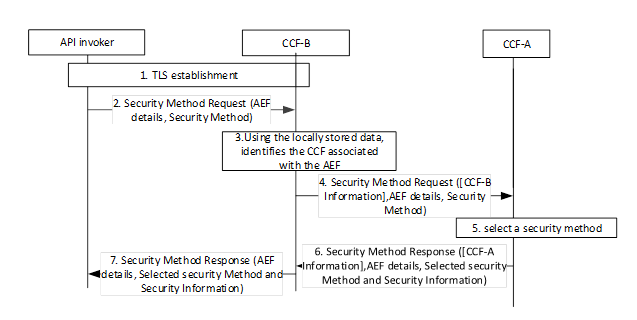 API invoker
CCF-B
CCF-A
1. TLS establishment
2. Security Method Request (AEF
details, Security Method)
3.Using the locally stored data,
identifies the CCF associated
with the AEF
4. Security Method Request ([CCF-B
Information],AEF details, Security
Method)
5. select a security method
6. Security Method Response ([CCF-A
Information],AEF details, Selected security
Method and Security Information)
7. Security Method Response (AEF
details, Selected security Method and
Security Information)